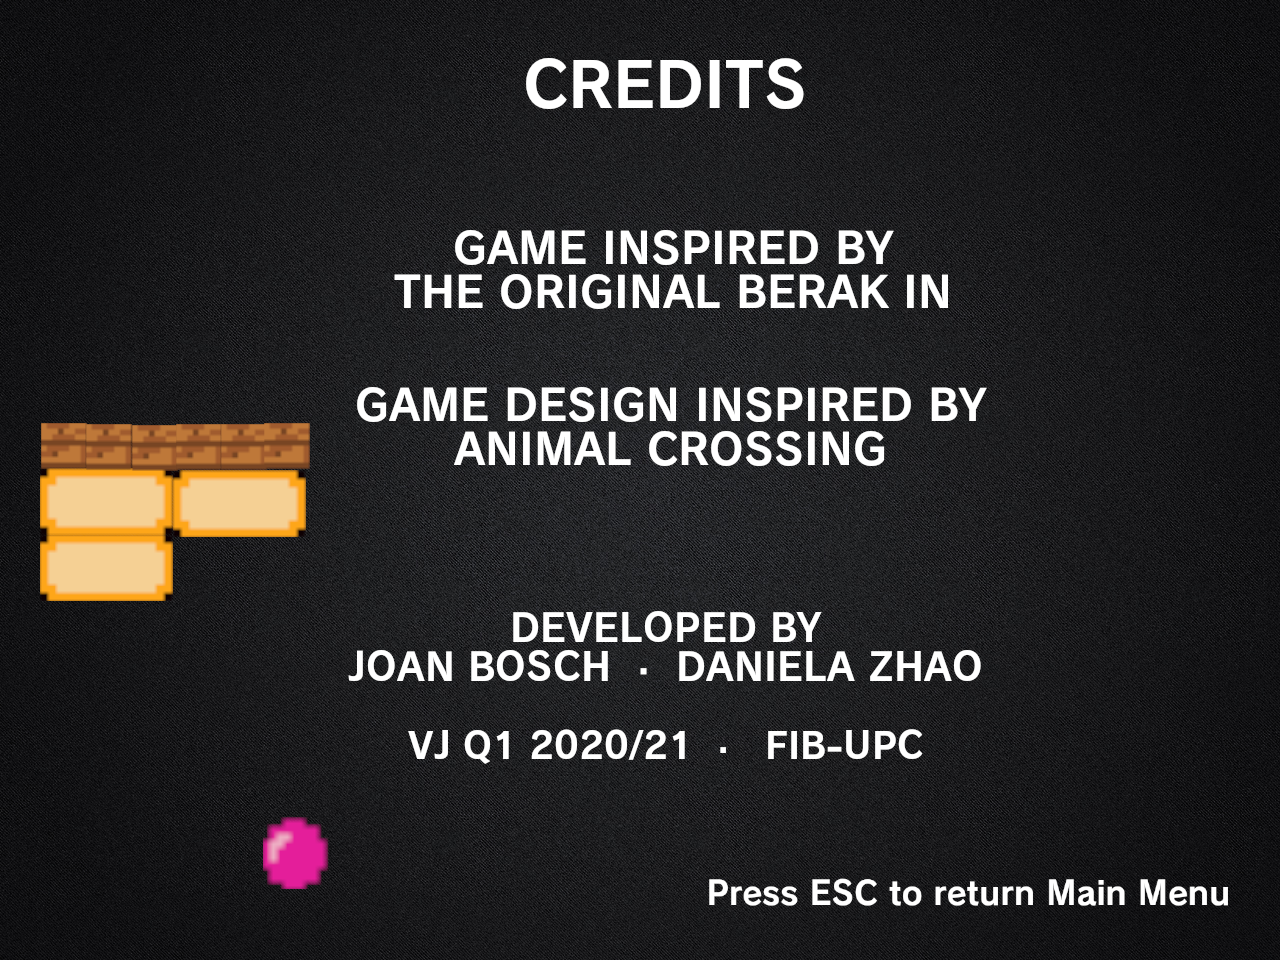 CREDITS
GAME INSPIRED BY
THE ORIGINAL BERAK IN
GAME DESIGN INSPIRED BY
ANIMAL CROSSING
DEVELOPED BY
JOAN BOSCH · DANIELA ZHAO
VJ Q1 2020/21 · FIB-UPC
Press ESC to return Main Menu